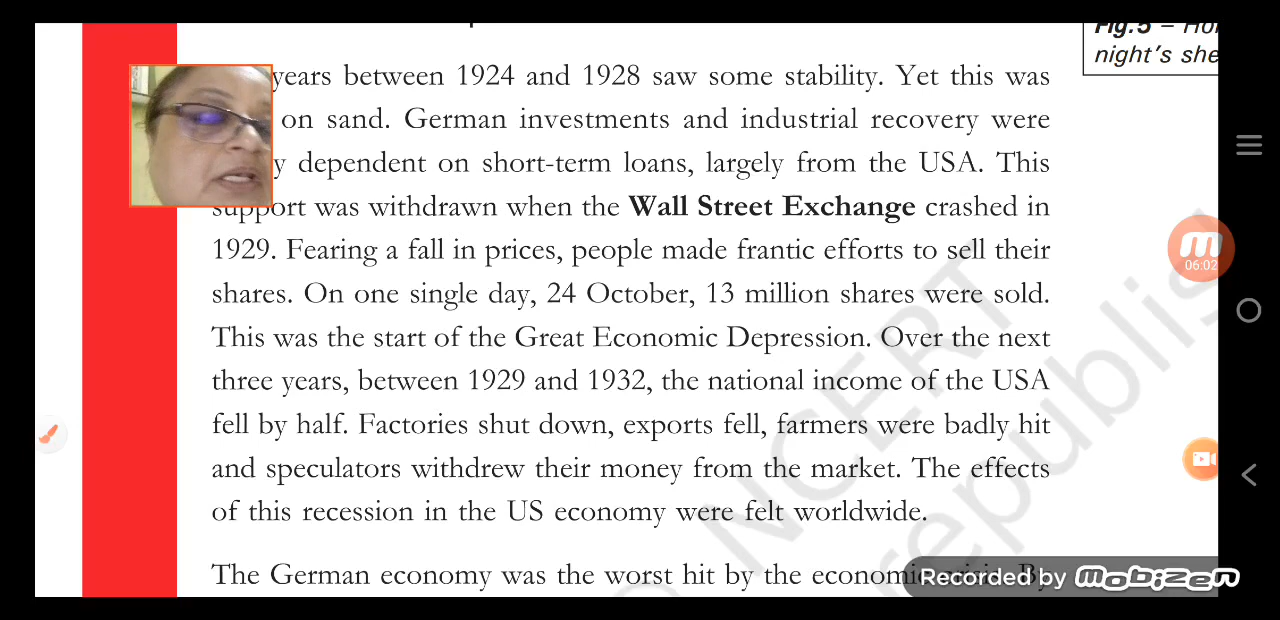 Fig.5 – Ho
night's she
years between 1924 and 1928 saw some stability. Yet this was
on sand. German investments and industrial recovery were
y dependent on short-term loans, largely from the USA. This
support was withdrawn when the Wall Street Exchange crashed in
1929. Fearing a fall in prices, people made frantic efforts to sell their
shares. On one single day, 24 October, 13 million shares were sold.
This was the start of the Great Economic Depression. Over the next
three years, between 1929 and 1932, the national income of the USA
fell by half. Factories shut down, exports fell, farmers were badly hit
and speculators withdrew their money from the market. The effects
of this recession in the US economy were felt worldwide.
The German economy was the worst hit by the economic
NCERT
republis
06:02
Recorded by mobizen